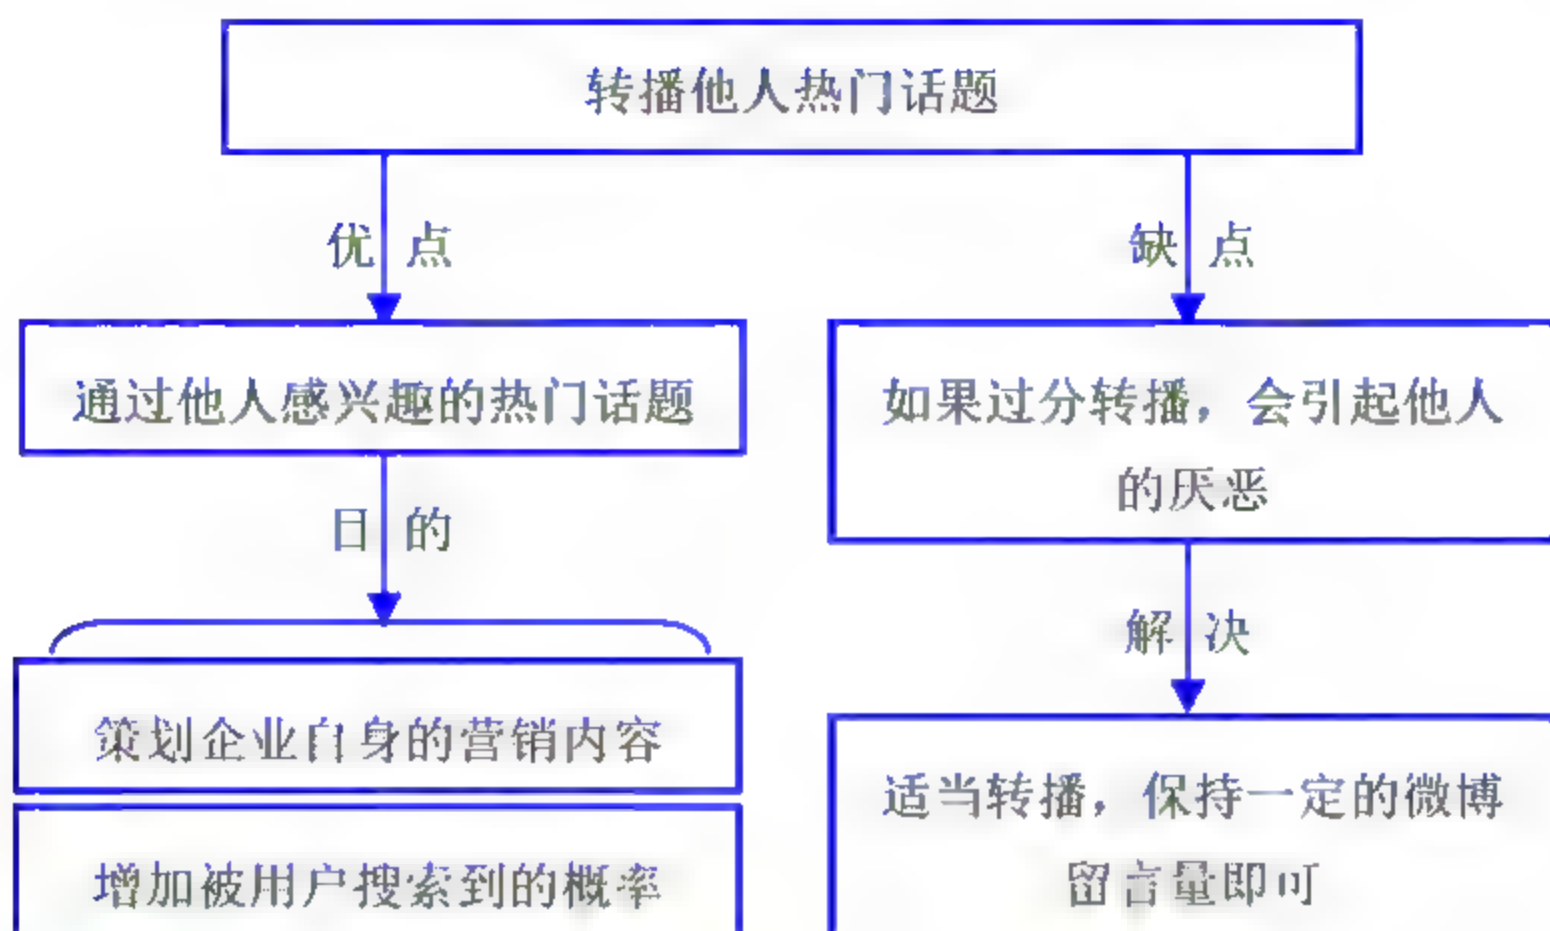 转播他人热门话题
优点
缺点
通过他人感兴趣的热门话题
如果过分转播，会引起他人
的厌恶
目的
解决
策划企业自身的营销内容
适当转播，保持一定的微博
留言量即可
增加被用户搜索到的概率